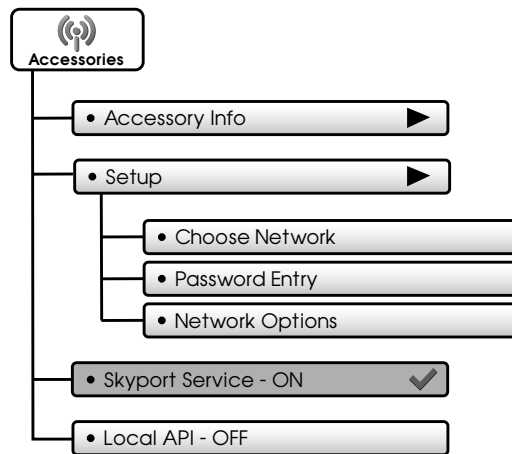 Accessories
• Accessory Info
• Setup
• Choose Network
• Password Entry
• Network Options
• Skyport Service - ON
• Local API - OFF